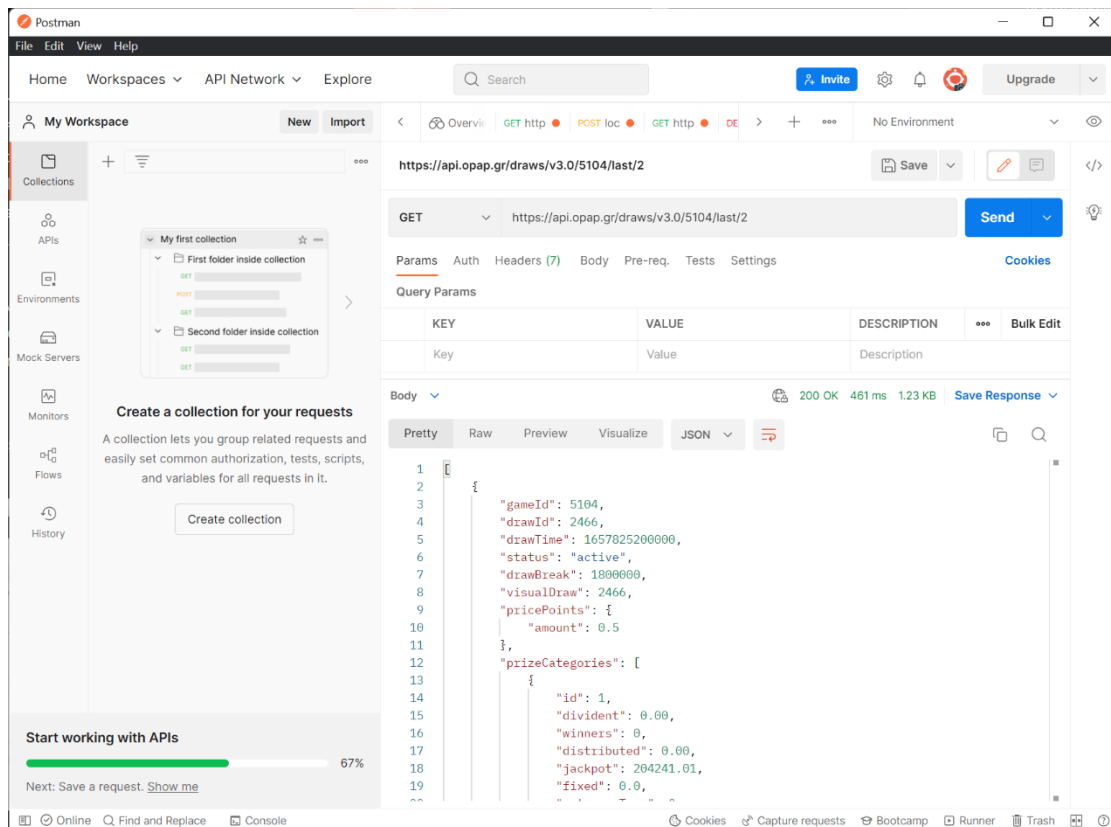 Postman
File Edit View Help
Home Workspaces API Network Explore Search Invite Upgrade
My Workspace New Import
Overvie GET http POST loc GET http DE No Environment
Collections
APIs
Environments
Mock Servers
Monitors
Flows
History
My first collection
First folder inside collection
GET
POST
GET
Second folder inside collection
GET
GET
Create a collection for your requests
A collection lets you group related requests and
easily set common authorization, tests, scripts,
and variables for all requests in it.
Create collection
Start working with APIs
67%
Next: Save a request. Show me
https://api.opap.gr/draws/v3.0/5104/last/2 Save
GET https://api.opap.gr/draws/v3.0/5104/last/2 Send
Params Auth Headers (7) Body Pre-req. Tests Settings Cookies
Query Params
KEY VALUE DESCRIPTION Bulk Edit
Key Value Description
Body 200 OK 461 ms 1.23 KB Save Response
Pretty Raw Preview Visualize JSON
1 [
2 {
3 "gameId": 5104,
4 "drawId": 2466,
5 "drawTime": 1657825200000,
6 "status": "active",
7 "drawBreak": 1800000,
8 "visualDraw": 2466,
9 "pricePoints": {
10 "amount": 0.5
11 },
12 "prizeCategories": [
13 {
14 "id": 1,
15 "divident": 0.00,
16 "winners": 0,
17 "distributed": 0.00,
18 "jackpot": 204241.01,
19 "fixed": 0.0,
Online Find and Replace Console Cookies Capture requests Bootcamp Runner Trash